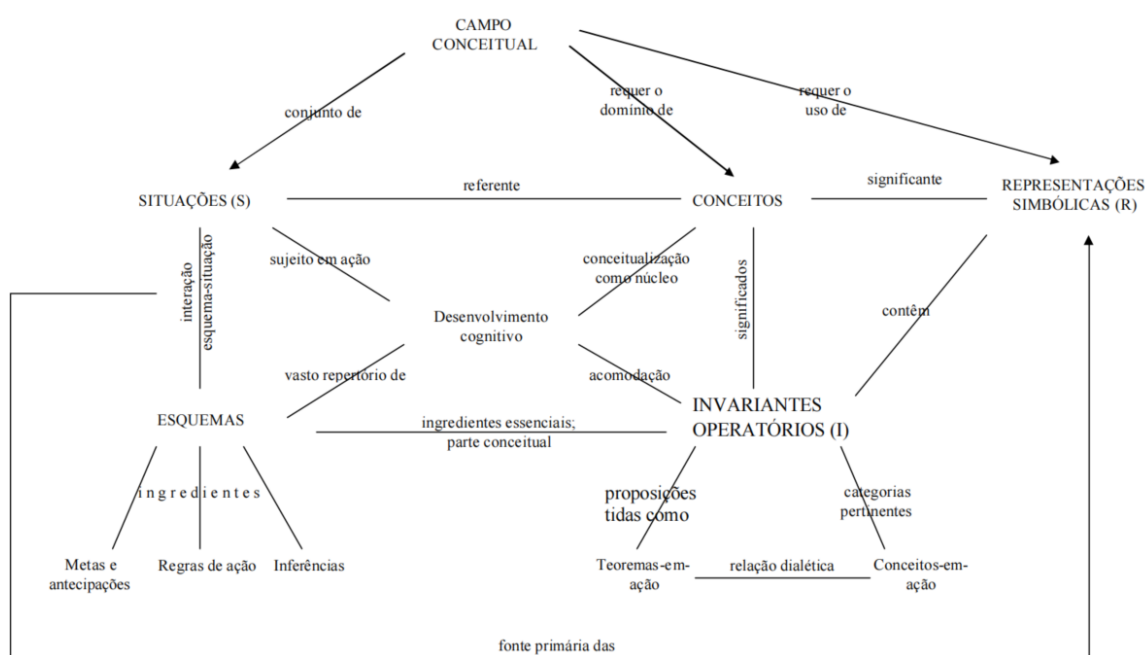 CAMPO
CONCEITUAL
conjunto de
requer o
domínio de
requer o
uso de
SITUAÇÕES (S)
referente
CONCEITOS
significante
REPRESENTAÇÕES
SIMBÓLICAS (R)
interação
esquema-situação
sujeito em ação
conceitualização
como núcleo
significados
contêm
Desenvolvimento
cognitivo
vasto repertório de
acomodação
ESQUEMAS
ingredientes essenciais;
parte conceitual
INVARIANTES
OPERATÓRIOS (I)
ingredientes
proposições
tidas como
categorias
pertinentes
Metas e
antecipações
Regras de ação
Inferências
Teoremas-em-
ação
relação dialética
Conceitos-em-
ação
fonte primária das